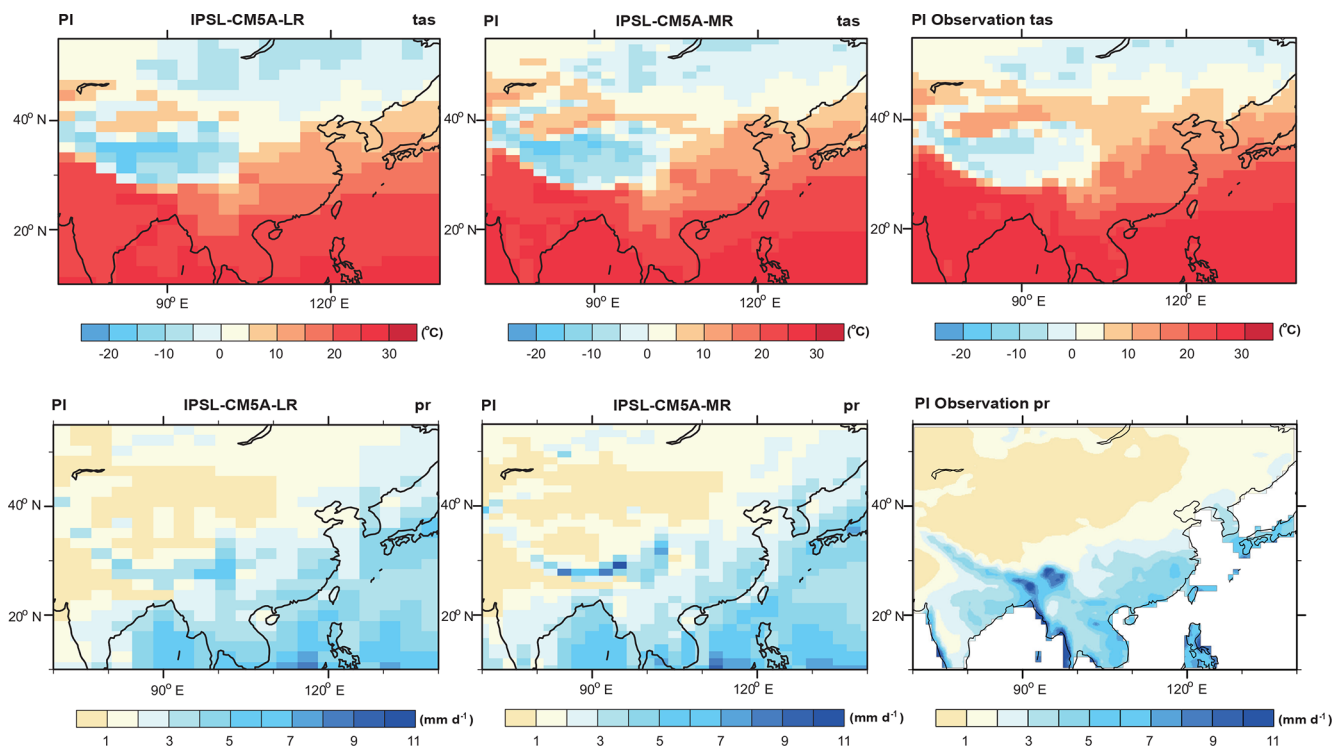 PI IPSL-CM5A-LR tas
40° N
20° N
90° E 120° E
-20 -10 0 10 20 30 (°C)
PI IPSL-CM5A-MR tas
40° N
20° N
90° E 120° E
-20 -10 0 10 20 30 (°C)
PI Observation tas
40° N
20° N
90° E 120° E
-20 -10 0 10 20 30 (°C)
PI IPSL-CM5A-LR pr
40° N
20° N
90° E 120° E
1 3 5 7 9 11 (mm d⁻¹)
PI IPSL-CM5A-MR pr
40° N
20° N
90° E 120° E
1 3 5 7 9 11 (mm d⁻¹)
PI Observation pr
40° N
20° N
90° E 120° E
1 3 5 7 9 11 (mm d⁻¹)